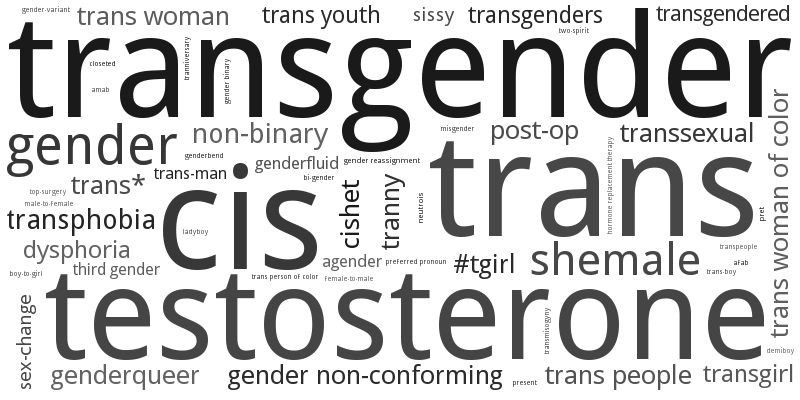 gender-variant
trans woman
trans youth
sissy
transgenders
transgendered
two-spirit
transgender
closeted
amab
tranniversary
gender binary
gender
non-binary
misgender
post-op
transsexual
genderbend
genderfluid
gender reassignment
trans-man
bi-gender
trans*
top-surgery
male-to-Female
trans
hormone replacement therapy
trans woman of color
transphobia
cis
ladyboy
cishet
tranny
neutrois
pret
dysphoria
third gender
agender
preferred pronoun
#tgirl
shemale
transpeople
afab
trans-boy
boy-to-girl
trans person of color
Female-to-male
testosterone
sex-change
transmisogyny
demiboy
genderqueer
gender non-conforming
present
trans people
transgirl